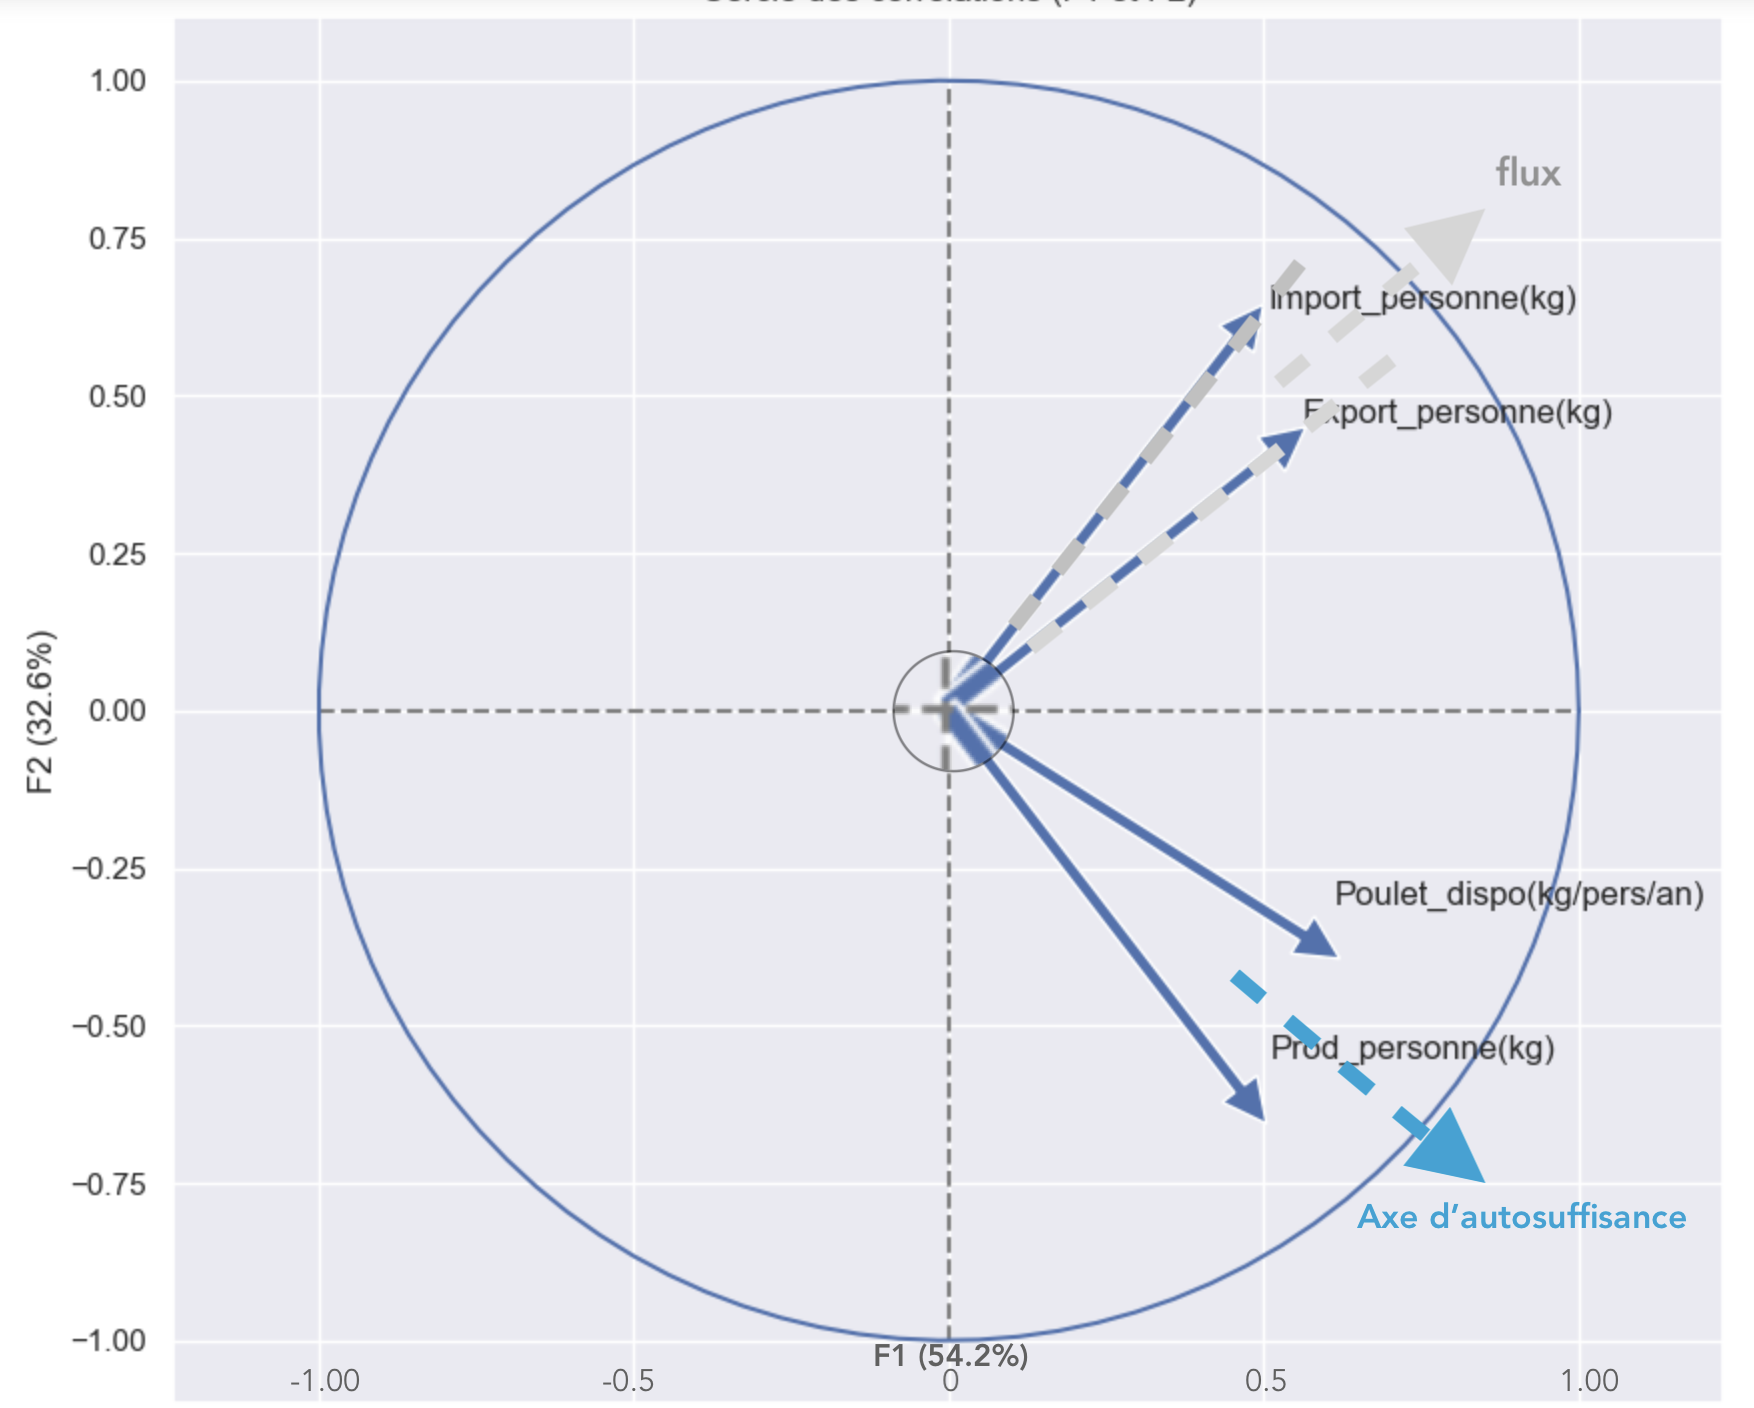 1.00
flux
0.75
Import_personne(kg)
0.50
Export_personne(kg)
0.25
F2 (32.6%)
0.00
−0.25
Poulet_dispo(kg/pers/an)
−0.50
Prod_personne(kg)
−0.75
Axe d’autosuffisance
−1.00
F1 (54.2%)
-1.00 -0.5 0 0.5 1.00